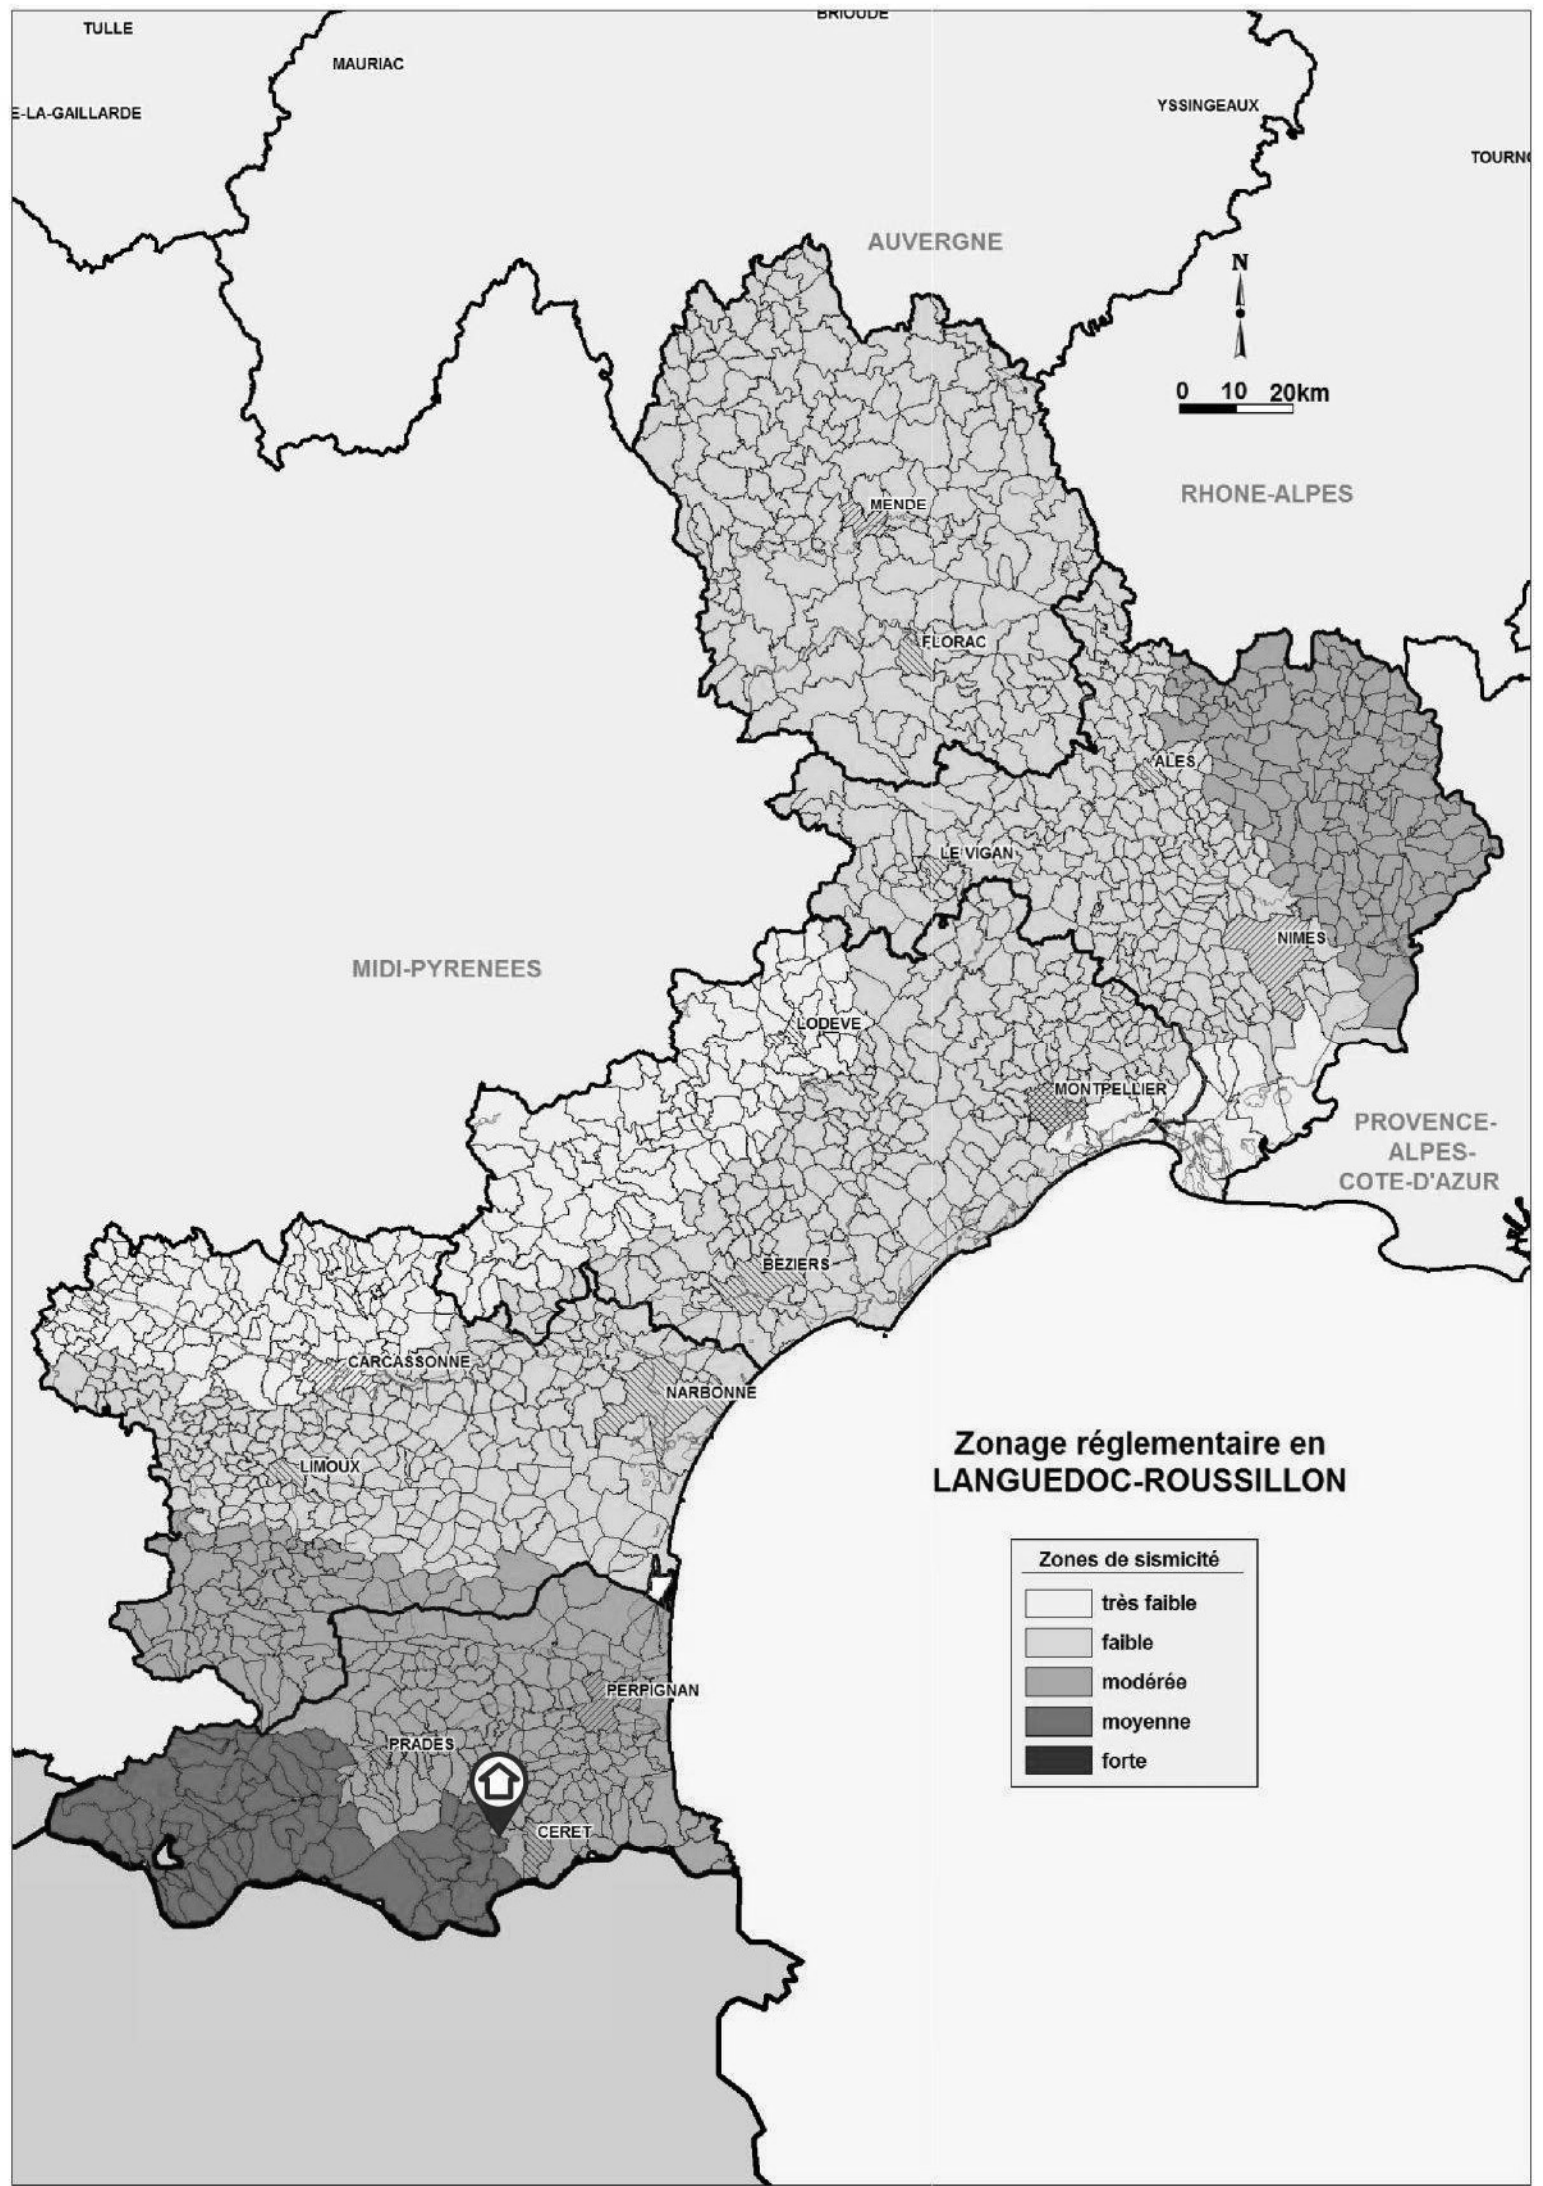 BRIOUDE
TULLE
MAURIAC
E-LA-GAILLARDE
YSSINGEAUX
TOURNO
AUVERGNE
N
0 10 20km
RHONE-ALPES
MENDE
FLORAC
ALES
LE VIGAN
NIMES
MIDI-PYRENEES
LODEVE
MONTPELLIER
PROVENCE-
ALPES-
COTE-D'AZUR
BEZIERS
CARCASSONNE
NARBONNE
LIMOUX
Zonage réglementaire en
LANGUEDOC-ROUSSILLON
Zones de sismicité
très faible
faible
modérée
moyenne
forte
PERPIGNAN
PRADES
CERET